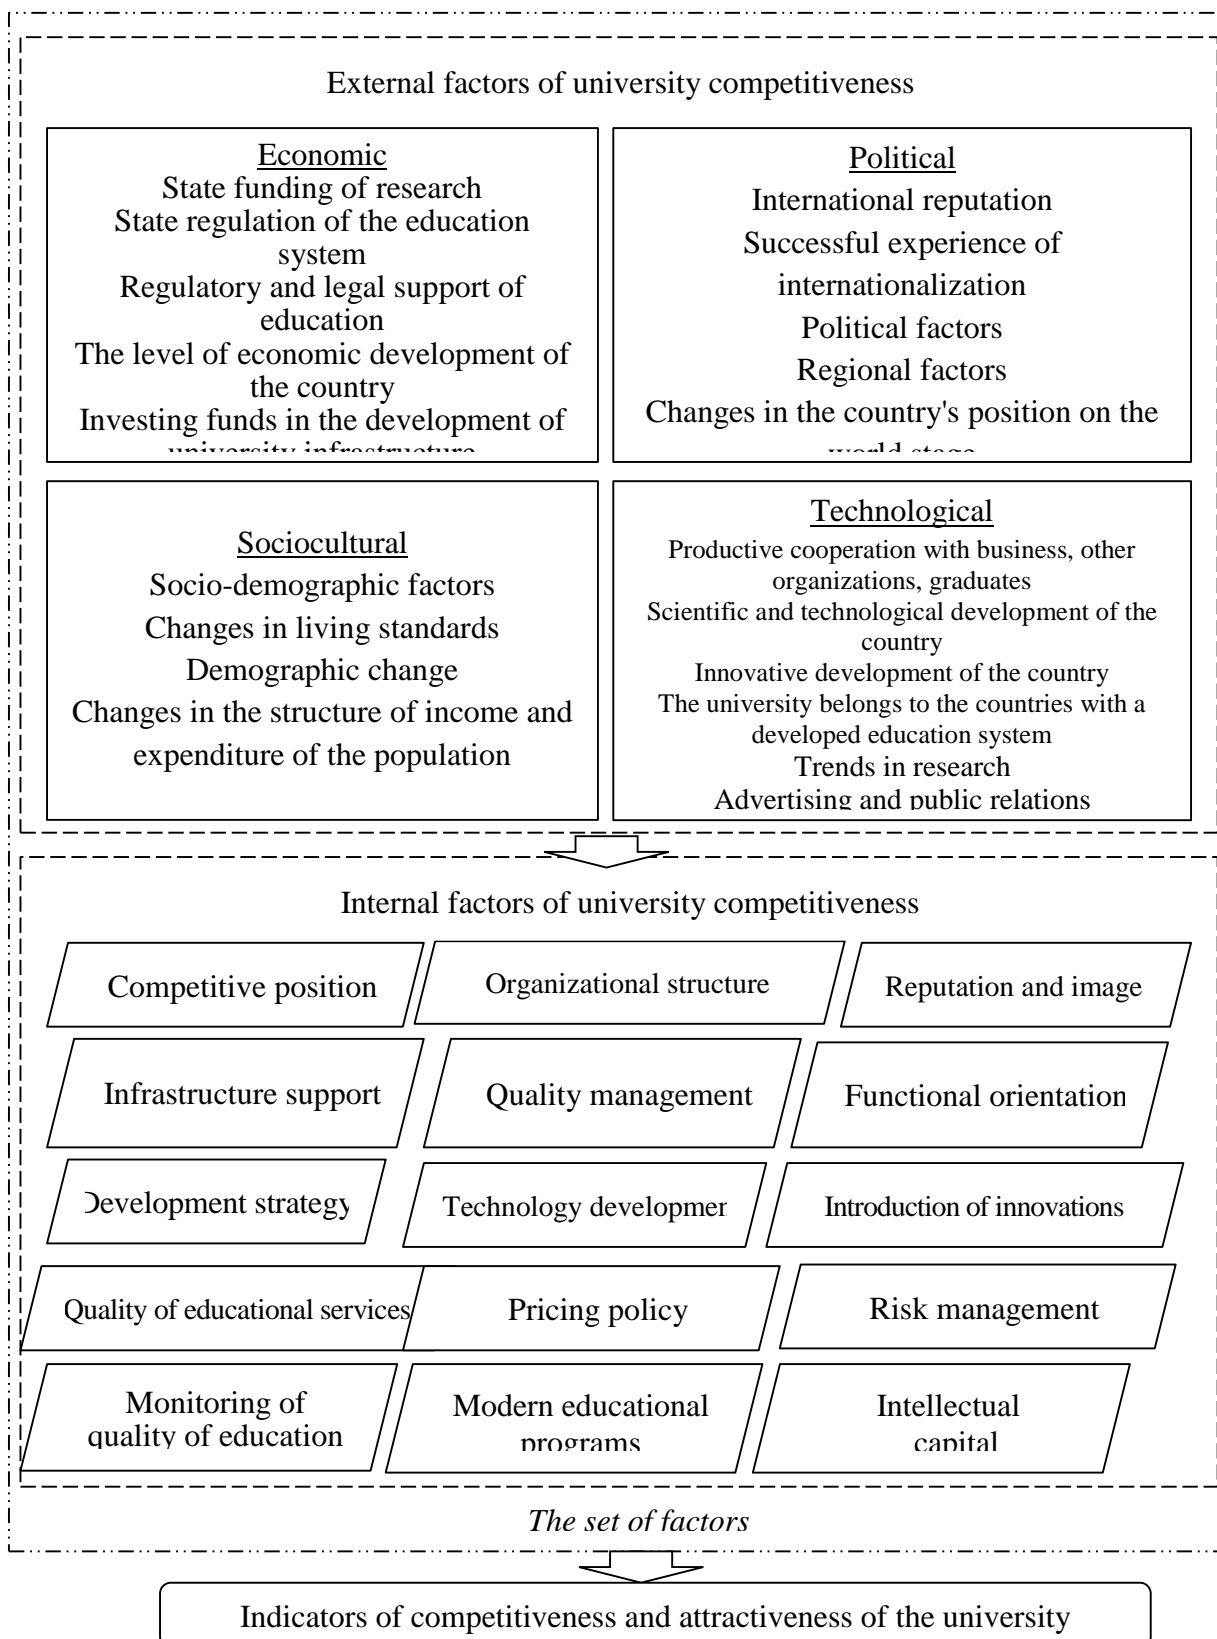 External factors of university competitiveness
Economic
State funding of research
State regulation of the education
system
Regulatory and legal support of
education
The level of economic development of
the country
Investing funds in the development of
university infrastructure
Political
International reputation
Successful experience of
internationalization
Political factors
Regional factors
Changes in the country's position on the
world stage
Sociocultural
Socio-demographic factors
Changes in living standards
Demographic change
Changes in the structure of income and
expenditure of the population
Technological
Productive cooperation with business, other
organizations, graduates
Scientific and technological development of the
country
Innovative development of the country
The university belongs to the countries with a
developed education system
Trends in research
Advertising and public relations
Internal factors of university competitiveness
Competitive position
Organizational structure
Reputation and image
Infrastructure support
Quality management
Functional orientation
Development strategy
Technology developmen
Introduction of innovations
Quality of educational services
Pricing policy
Risk management
Monitoring of
quality of education
Modern educational
programs
Intellectual
capital
The set of factors
Indicators of competitiveness and attractiveness of the university